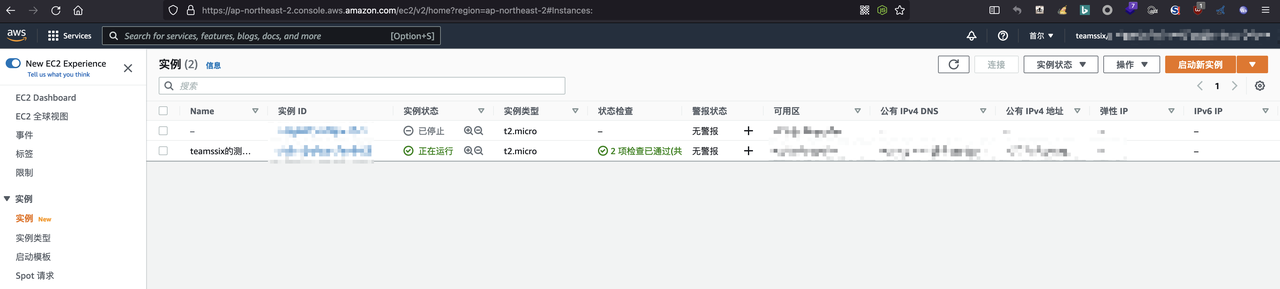 https://ap-northeast-2.console.aws.amazon.com/ec2/v2/home?region=ap-northeast-2#Instances:
7
1
aws
Services
Search for services, features, blogs, docs, and more [Option+S]
首尔
teamssix
New EC2 Experience
Tell us what you think
EC2 Dashboard
EC2 全球视图
事件
标签
限制
实例
实例 New
实例类型
启动模板
Spot 请求
实例 (2) 信息
连接
实例状态
操作
启动新实例
搜索
1
Name 实例 ID 实例状态 实例类型 状态检查 警报状态 可用区 公有 IPv4 DNS 公有 IPv4 地址 弹性 IP IPv6 IP
– 已停止 t2.micro – 无警报 + –
teamssix的测... 正在运行 t2.micro 2 项检查已通过(共 无警报 + –